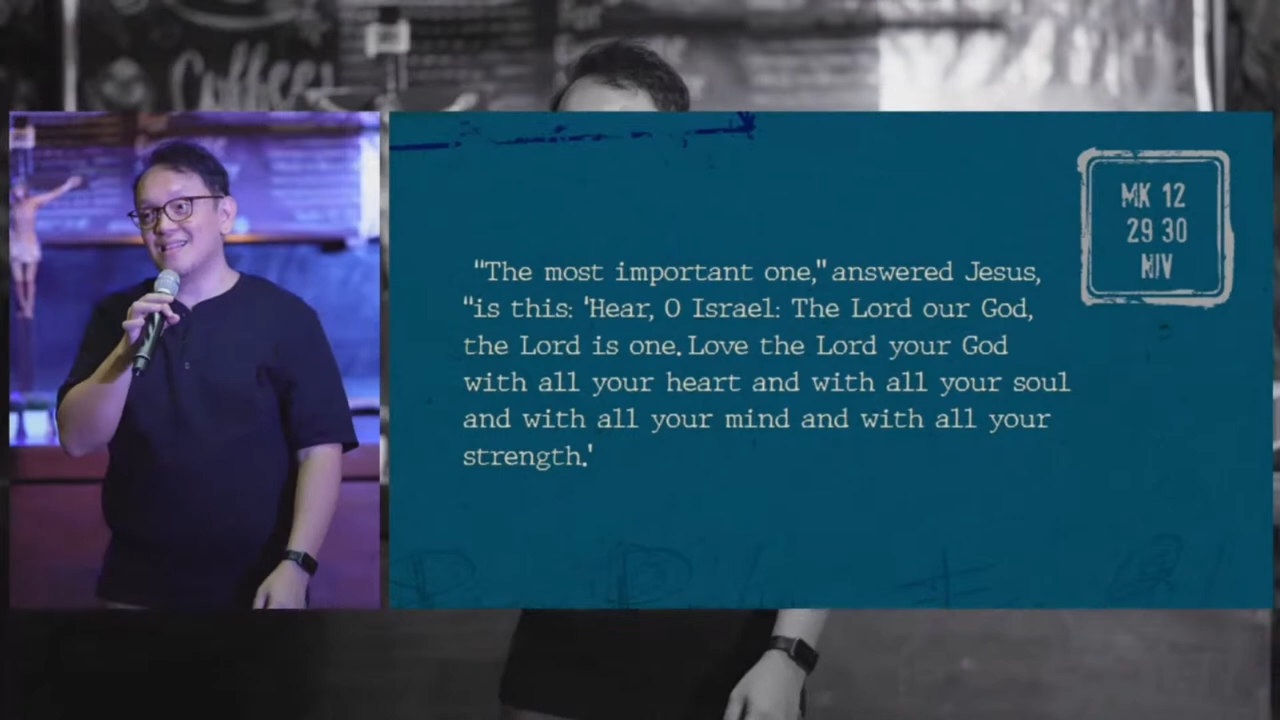 Coffee
MK 12
29 30
NIV
"The most important one," answered Jesus,
"is this: 'Hear, O Israel: The Lord our God,
the Lord is one. Love the Lord your God
with all your heart and with all your soul
and with all your mind and with all your
strength.'